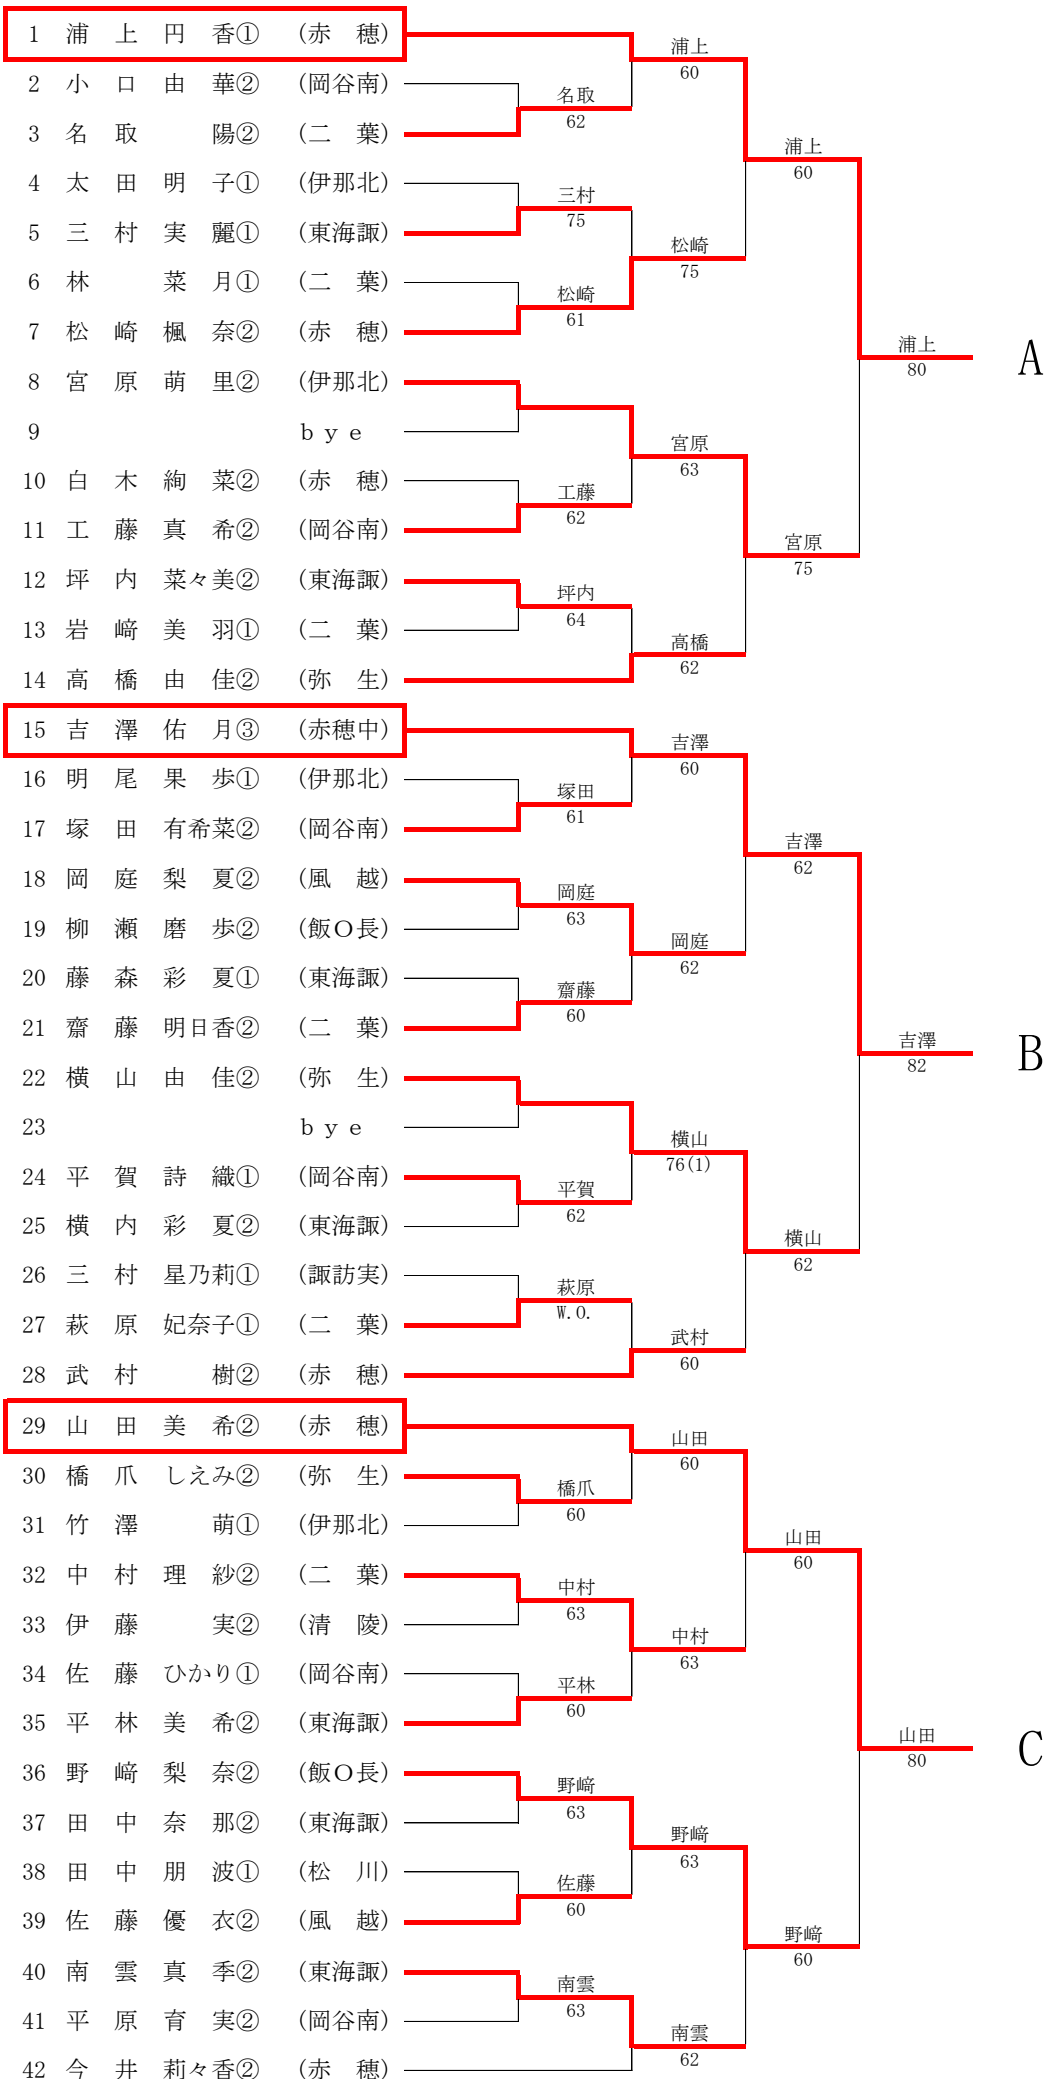 1 浦上円香① (赤穂)
2 小口由華② (岡谷南)
3 名取陽② (二葉)
4 太田明子① (伊那北)
5 三村実麗① (東海諏)
6 林菜月① (二葉)
7 松崎楓奈② (赤穂)
8 宮原萌里② (伊那北)
9 bye
10 白木絢菜② (赤穂)
11 工藤真希② (岡谷南)
12 坪内菜々美② (東海諏)
13 岩﨑美羽① (二葉)
14 高橋由佳② (弥生)
名取
62
三村
75
松崎
61
工藤
62
坪内
64
浦上
60
松崎
75
宮原
63
高橋
62
浦上
60
宮原
75
浦上
80
A
15 吉澤佑月③ (赤穂中)
16 明尾果歩① (伊那北)
17 塚田有希菜② (岡谷南)
18 岡庭梨夏② (風越)
19 柳瀬磨歩② (飯O長)
20 藤森彩夏① (東海諏)
21 齋藤明日香② (二葉)
22 横山由佳② (弥生)
23 bye
24 平賀詩織① (岡谷南)
25 横内彩夏② (東海諏)
26 三村星乃莉① (諏訪実)
27 萩原妃奈子① (二葉)
28 武村樹② (赤穂)
塚田
61
岡庭
63
齋藤
60
平賀
62
萩原
W.O.
吉澤
60
岡庭
62
横山
76(1)
武村
60
吉澤
62
横山
62
吉澤
82
B
29 山田美希② (赤穂)
30 橋爪しえみ② (弥生)
31 竹澤萌① (伊那北)
32 中村理紗② (二葉)
33 伊藤実② (清陵)
34 佐藤ひかり① (岡谷南)
35 平林美希② (東海諏)
36 野﨑梨奈② (飯O長)
37 田中奈那② (東海諏)
38 田中朋波① (松川)
39 佐藤優衣② (風越)
40 南雲真季② (東海諏)
41 平原育実② (岡谷南)
42 今井莉々香② (赤穂)
橋爪
60
中村
63
平林
60
野﨑
63
佐藤
60
南雲
63
山田
60
中村
63
野﨑
63
南雲
62
山田
60
野﨑
60
山田
80
C